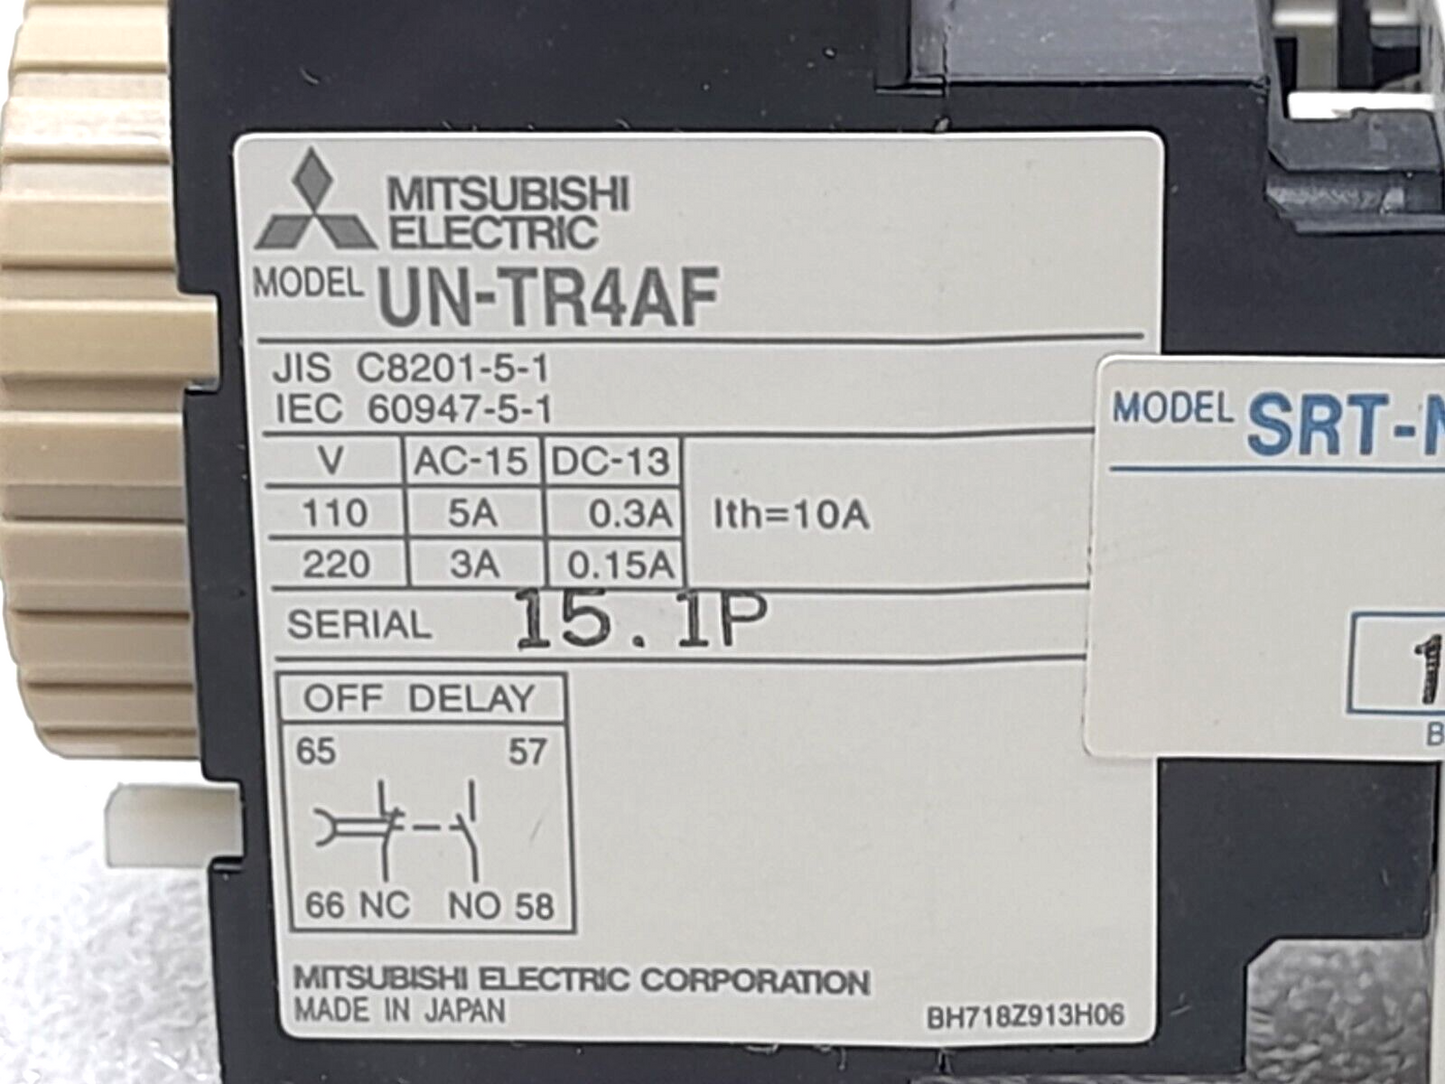 MITSUBISHI
ELECTRIC
MODEL UN-TR4AF
JIS C8201-5-1
IEC 60947-5-1
V AC-15 DC-13
110 5A 0.3A Ith=10A
220 3A 0.15A
SERIAL 15.1P
OFF DELAY
65 57
66 NC NO 58
MITSUBISHI ELECTRIC CORPORATION
MADE IN JAPAN
BH718Z913H06
MODEL SRT-N
1
B